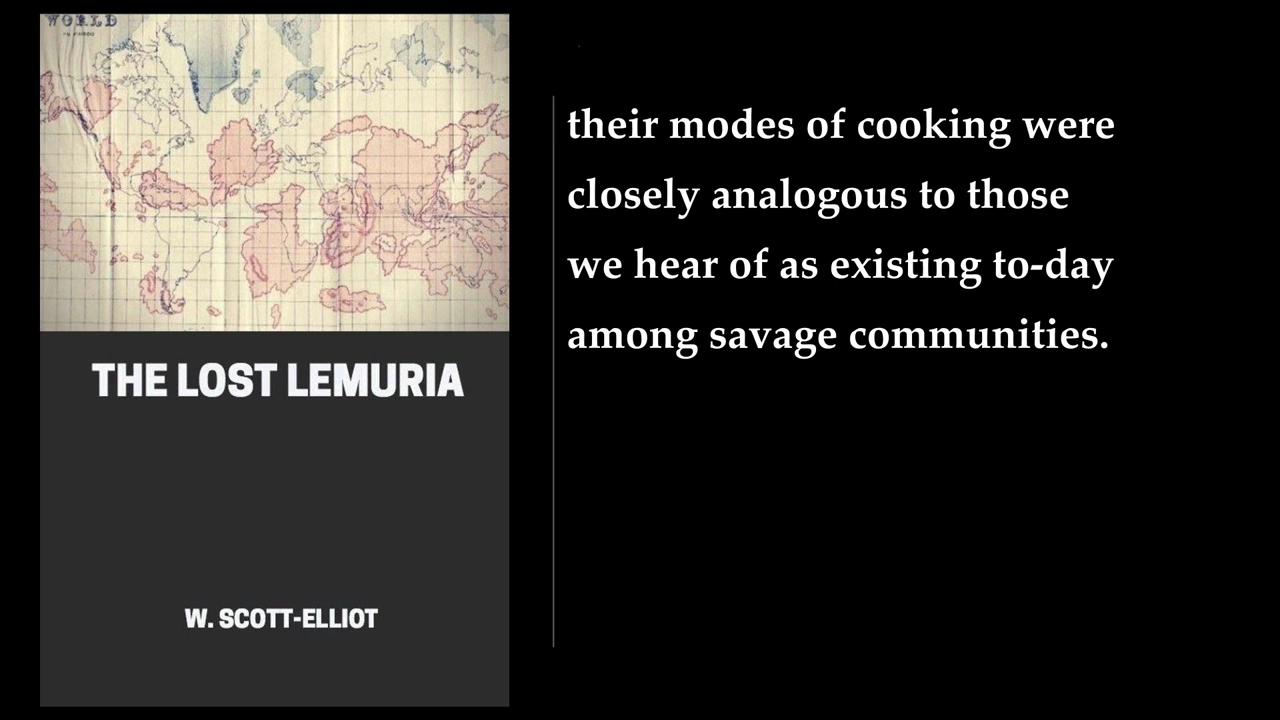 WORLD
THE LOST LEMURIA
W. SCOTT-ELLIOT
their modes of cooking were
closely analogous to those
we hear of as existing to-day
among savage communities.